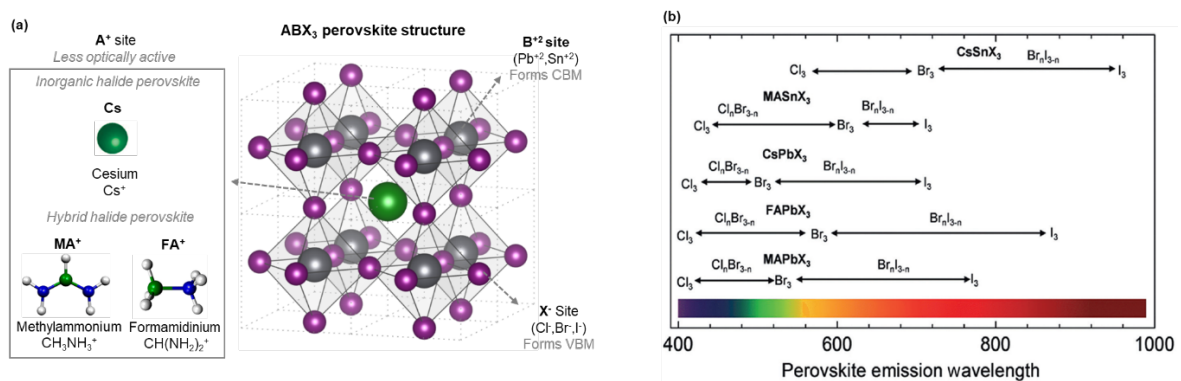 (a)
A⁺ site
Less optically active
Inorganic halide perovskite
Cs
Cesium
Cs⁺
Hybrid halide perovskite
MA⁺ FA⁺
Methylammonium Formamidinium
CH₃NH₃⁺ CH(NH₂)₂⁺
ABX₃ perovskite structure
B⁺² site
(Pb⁺²,Sn⁺²)
Forms CBM
X⁻ Site
(Cl⁻,Br⁻,I⁻)
Forms VBM
(b)
CsSnX₃
Cl₃ Br₃ BrₙI₃₋ₙ I₃
MASnX₃
Cl₃ ClₙBr₃₋ₙ Br₃ BrₙI₃₋ₙ I₃
CsPbX₃
Cl₃ ClₙBr₃₋ₙ Br₃ BrₙI₃₋ₙ I₃
FAPbX₃
Cl₃ ClₙBr₃₋ₙ Br₃ BrₙI₃₋ₙ I₃
MAPbX₃
Cl₃ ClₙBr₃₋ₙ Br₃ BrₙI₃₋ₙ I₃
400 600 800 1000
Perovskite emission wavelength